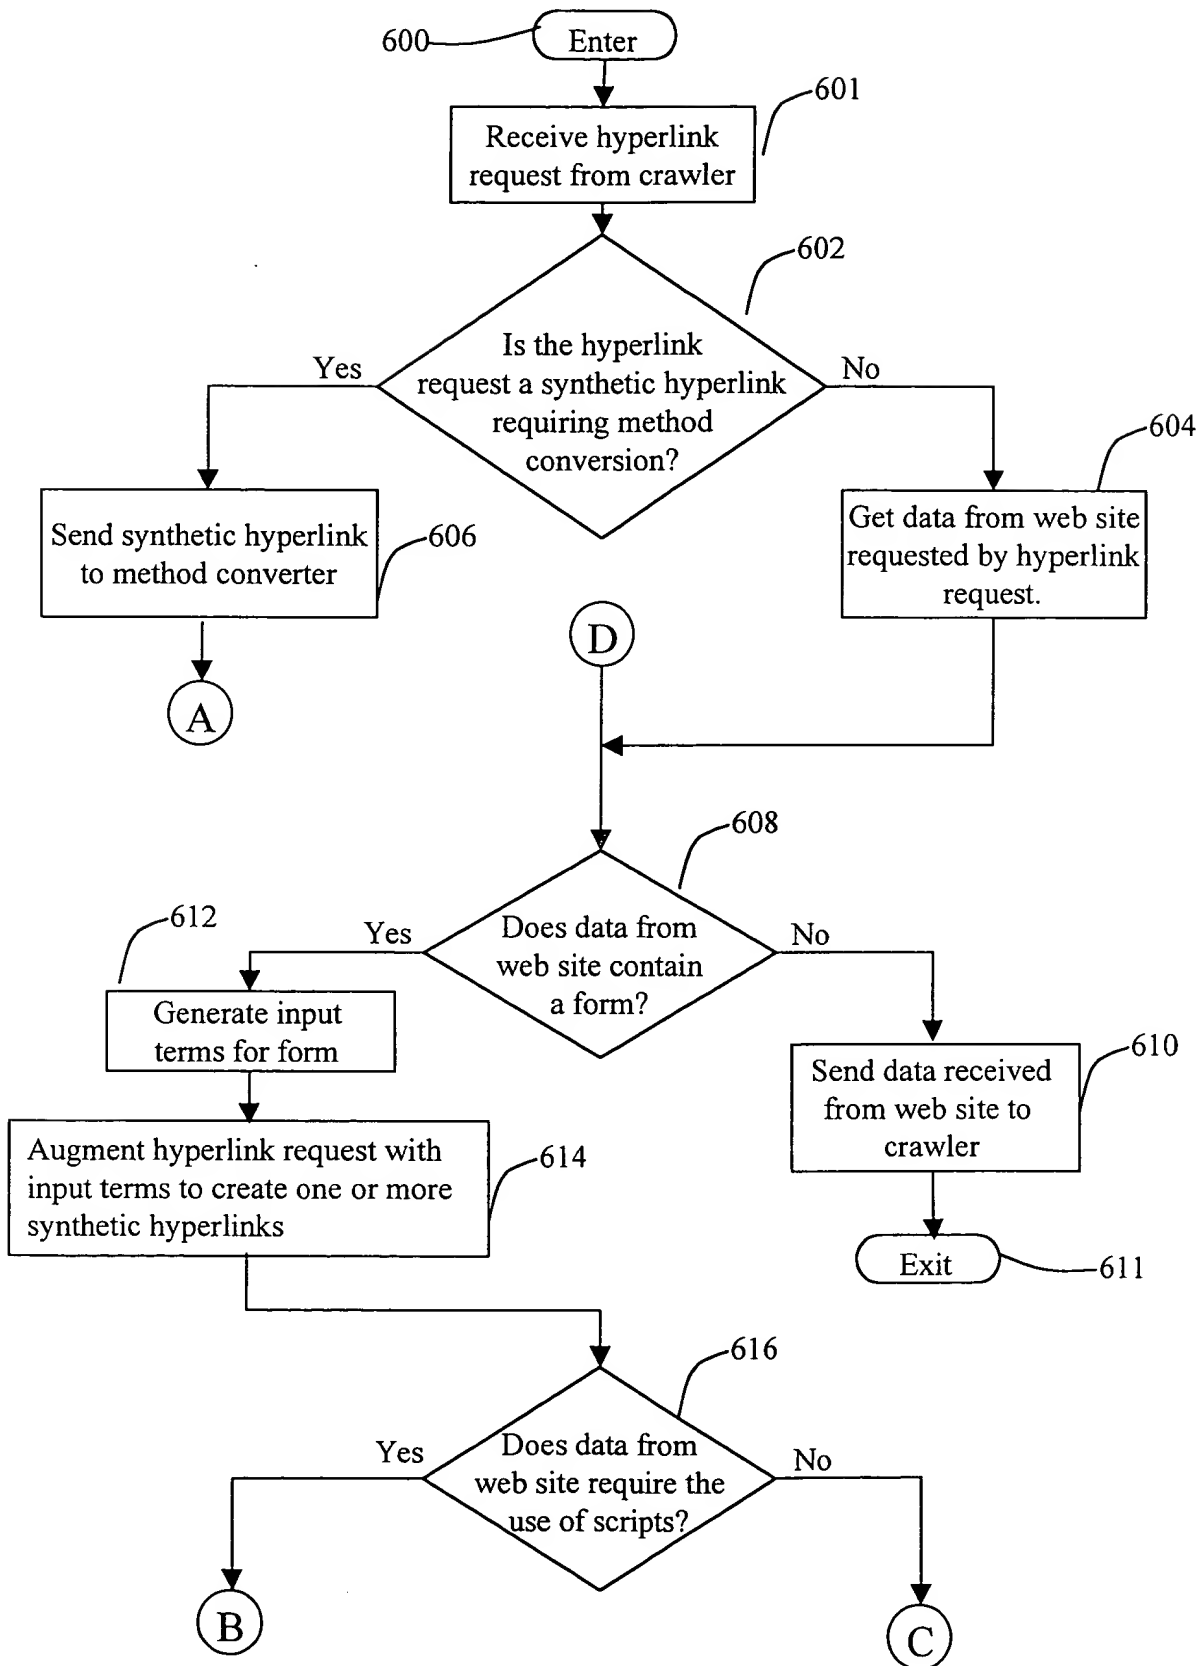 600
Enter
601
Receive hyperlink
request from crawler
602
Is the hyperlink
request a synthetic hyperlink
requiring method
conversion?
Yes
No
604
Send synthetic hyperlink
to method converter
606
Get data from web site
requested by hyperlink
request.
D
A
608
612
Yes
Does data from
web site contain
a form?
No
Generate input
terms for form
610
Send data received
from web site to
crawler
Augment hyperlink request with
input terms to create one or more
synthetic hyperlinks
614
Exit
611
616
Yes
Does data from
web site require the
use of scripts?
No
B
C